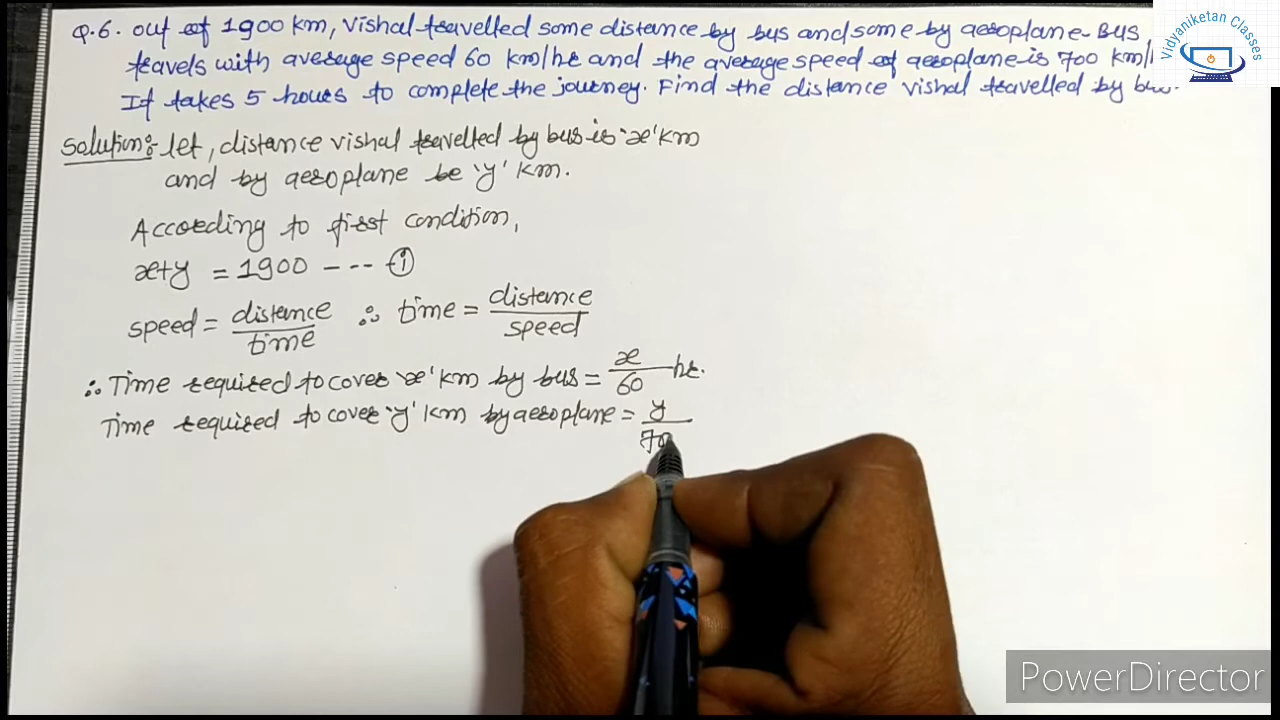 Q.6. Out of 1900 km, Vishal travelled some distance by bus and some by aeroplane. Bus
travels with average speed 60 km/hr and the average speed of aeroplane is 700 km/h
It takes 5 hours to complete the journey. Find the distance vishal travelled by bus.
Solution:- let, distance vishal travelled by bus is 'x' km
and by aeroplane be 'y' km.
According to first condition,
x+y = 1900 --- ①
speed = distance/time ∴ time = distance/speed
∴ Time required to cover 'x' km by bus = x/60 hr.
Time required to cover 'y' km by aeroplane = y/70
Vidyaniketan Classes
PowerDirector